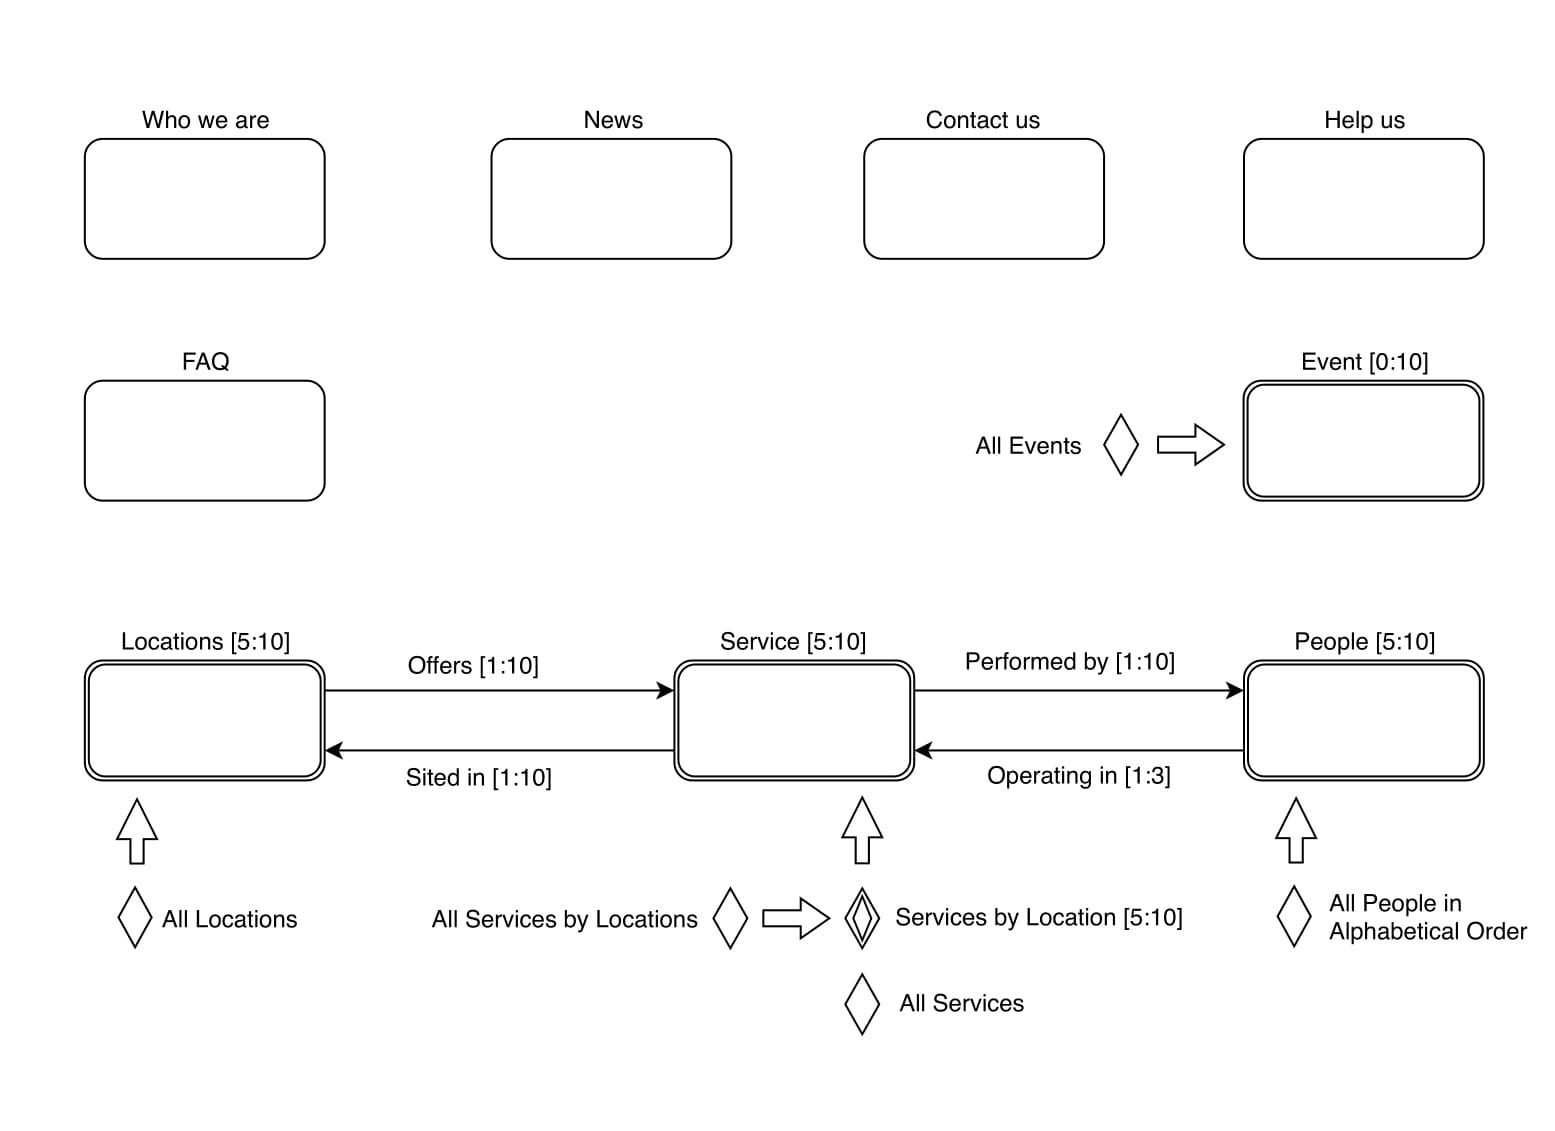 Who we are
News
Contact us
Help us
FAQ
Event [0:10]
All Events
Locations [5:10]
Service [5:10]
People [5:10]
Offers [1:10]
Performed by [1:10]
Sited in [1:10]
Operating in [1:3]
All Locations
All Services by Locations
Services by Location [5:10]
All People in
Alphabetical Order
All Services